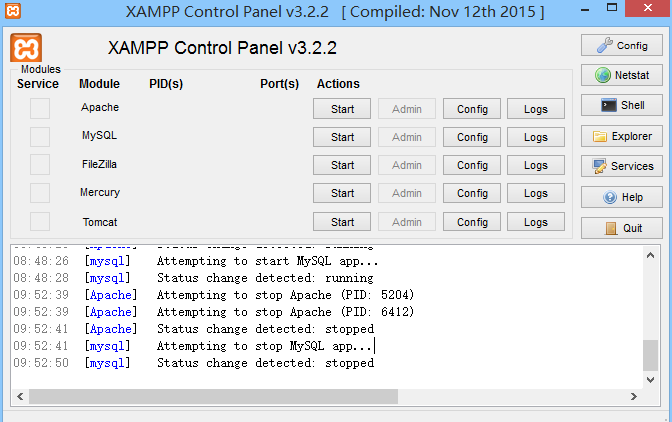 XAMPP Control Panel v3.2.2 [ Compiled: Nov 12th 2015 ]
XAMPP Control Panel v3.2.2
Config
Modules
Service Module PID(s) Port(s) Actions
Netstat
Apache Start Admin Config Logs
Shell
MySQL Start Admin Config Logs
Explorer
FileZilla Start Admin Config Logs
Services
Mercury Start Admin Config Logs
Help
Tomcat Start Admin Config Logs
Quit
08:48:26 [mysql] Attempting to start MySQL app...
08:48:28 [mysql] Status change detected: running
09:52:39 [Apache] Attempting to stop Apache (PID: 5204)
09:52:39 [Apache] Attempting to stop Apache (PID: 6412)
09:52:41 [Apache] Status change detected: stopped
09:52:41 [mysql] Attempting to stop MySQL app...
09:52:50 [mysql] Status change detected: stopped